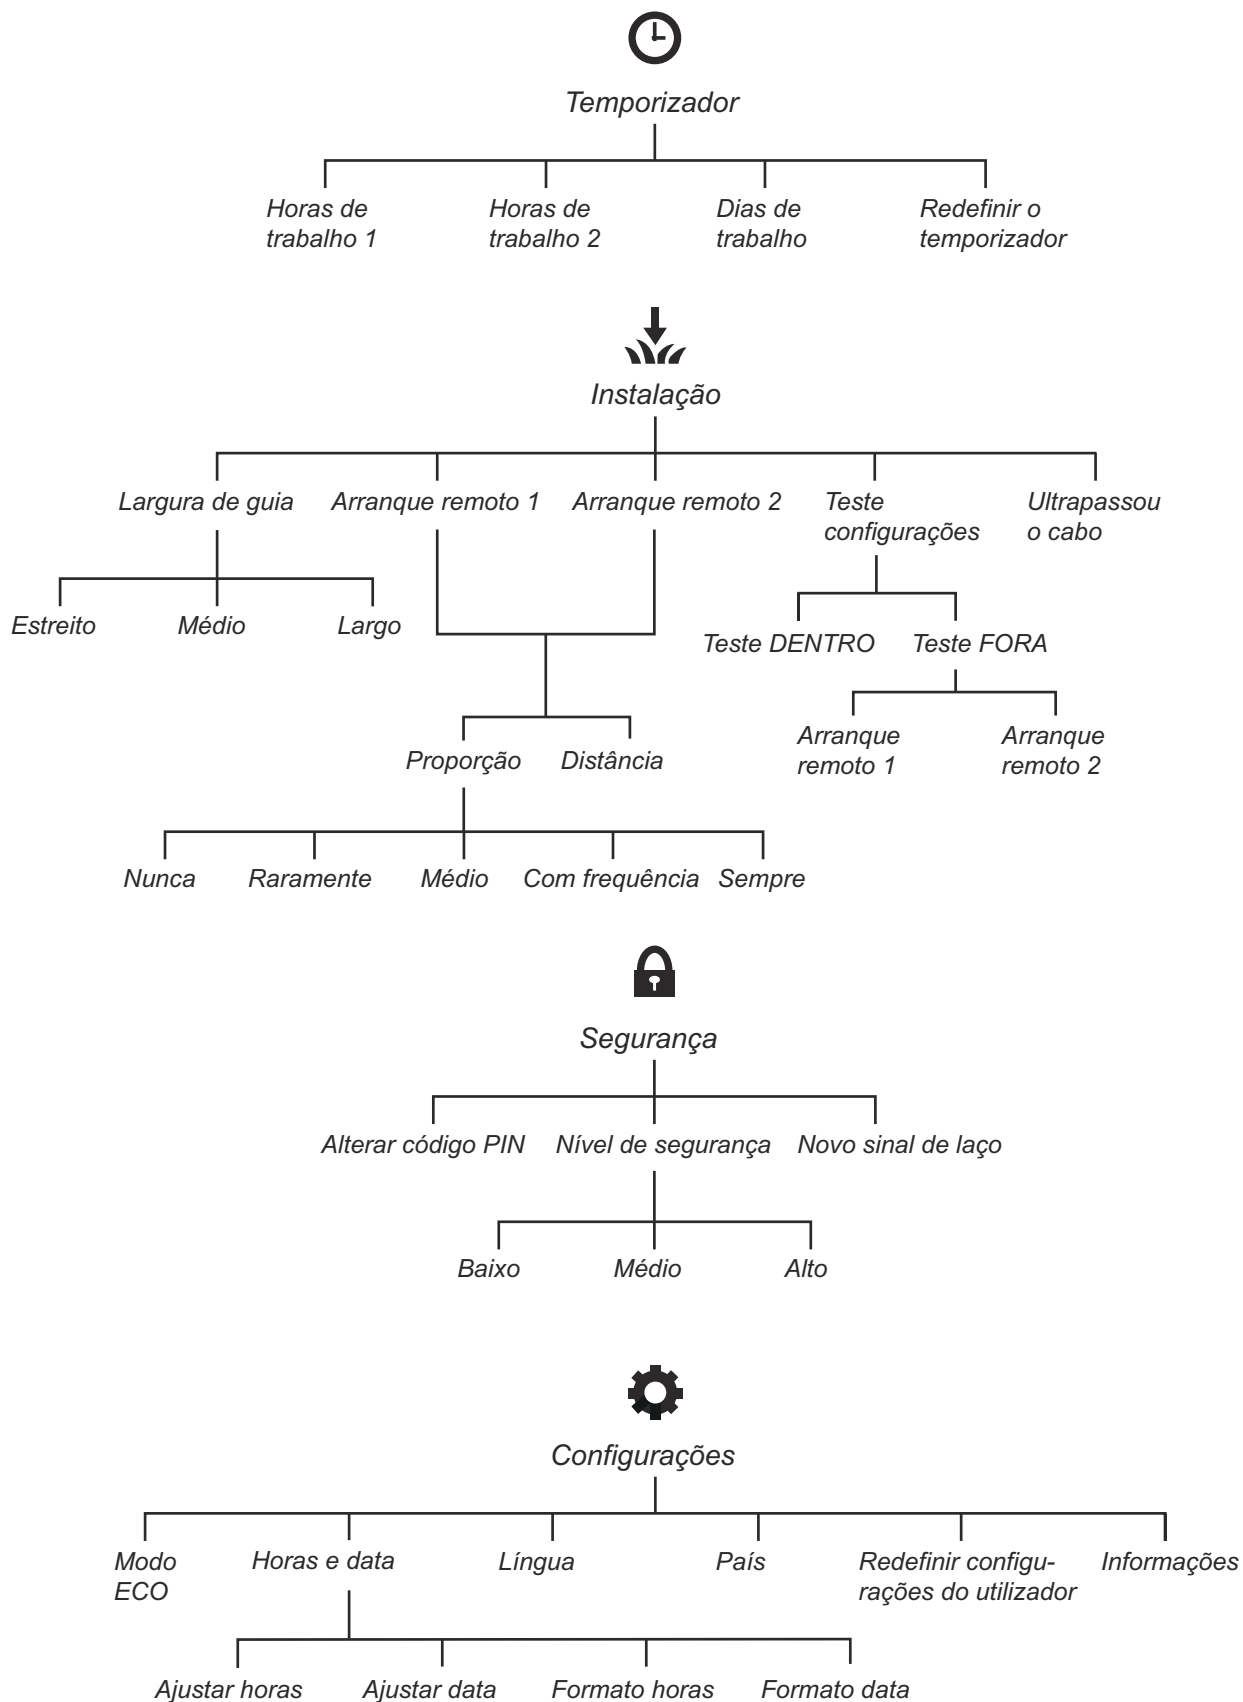 Temporizador
Horas de
trabalho 1
Horas de
trabalho 2
Dias de
trabalho
Redefinir o
temporizador
Instalação
Largura de guia
Arranque remoto 1
Arranque remoto 2
Teste
configurações
Ultrapassou
o cabo
Estreito
Médio
Largo
Teste DENTRO
Teste FORA
Arranque
remoto 1
Arranque
remoto 2
Proporção
Distância
Nunca
Raramente
Médio
Com frequência
Sempre
Segurança
Alterar código PIN
Nível de segurança
Novo sinal de laço
Baixo
Médio
Alto
Configurações
Modo
ECO
Horas e data
Língua
País
Redefinir configu-
rações do utilizador
Informações
Ajustar horas
Ajustar data
Formato horas
Formato data